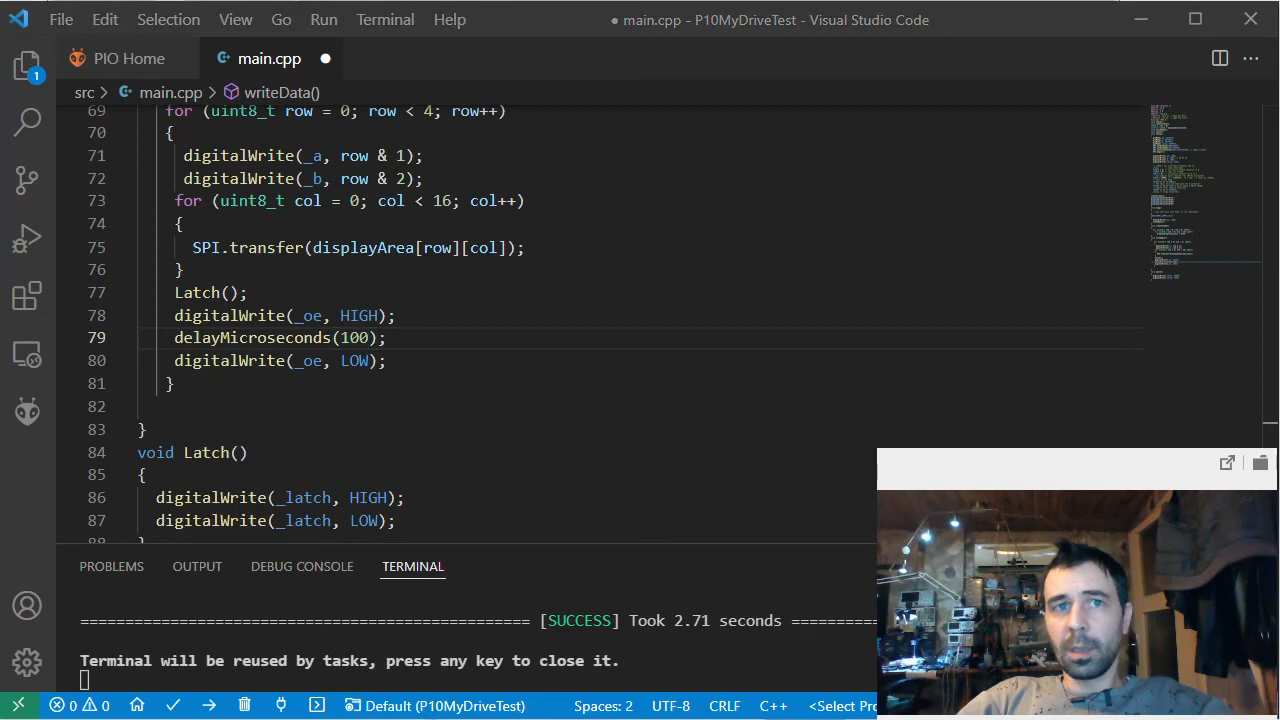 File Edit Selection View Go Run Terminal Help ● main.cpp - P10MyDriveTest - Visual Studio Code
PIO Home main.cpp ●
src > main.cpp > writeData()
69 for (uint8_t row = 0; row < 4; row++)
70 {
71 digitalWrite(_a, row & 1);
72 digitalWrite(_b, row & 2);
73 for (uint8_t col = 0; col < 16; col++)
74 {
75 SPI.transfer(displayArea[row][col]);
76 }
77 Latch();
78 digitalWrite(_oe, HIGH);
79 delayMicroseconds(100);
80 digitalWrite(_oe, LOW);
81 }
82
83 }
84 void Latch()
85 {
86 digitalWrite(_latch, HIGH);
87 digitalWrite(_latch, LOW);
88 }
1
PROBLEMS OUTPUT DEBUG CONSOLE TERMINAL
============================================== [SUCCESS] Took 2.71 seconds ==========
Terminal will be reused by tasks, press any key to close it.
0 0 Default (P10MyDriveTest) Spaces: 2 UTF-8 CRLF C++ <Select Pro